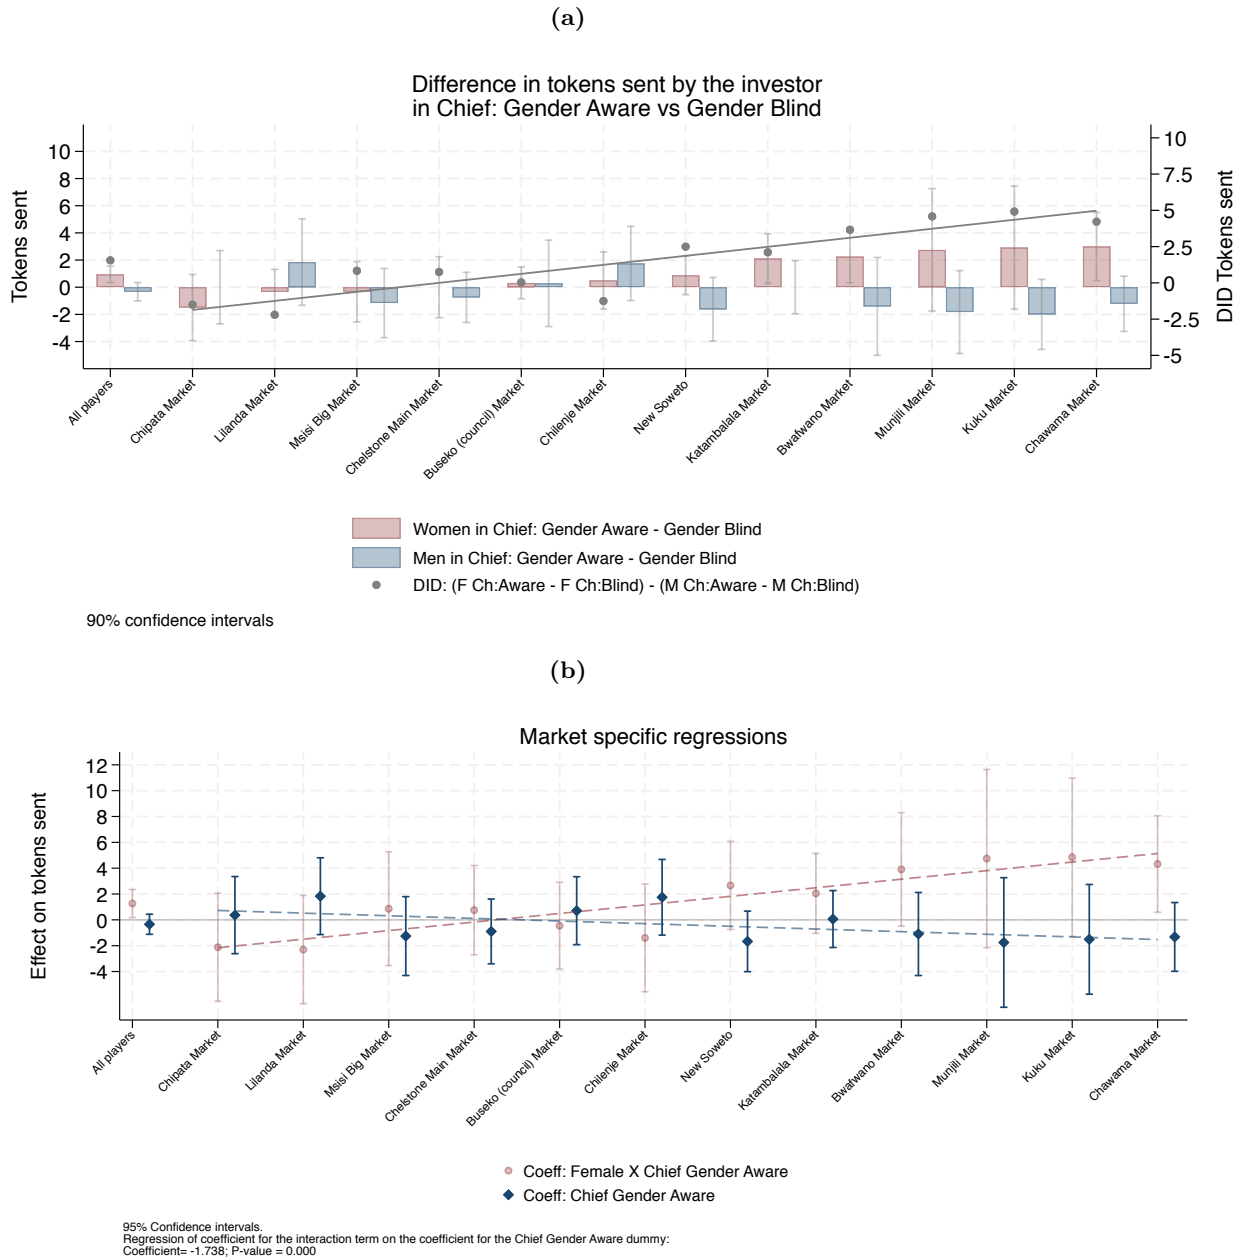 (a)
Difference in tokens sent by the investor
in Chief: Gender Aware vs Gender Blind
Tokens sent
10
8
6
4
2
0
-2
-4
10
7.5
5
2.5
0
-2.5
-5
DID Tokens sent
All players
Chipata Market
Lilanda Market
Msisi Big Market
Chelstone Main Market
Buseko (council) Market
Chilenje Market
New Soweto
Katambalala Market
Bwafwano Market
Munjili Market
Kuku Market
Chawama Market
Women in Chief: Gender Aware - Gender Blind
Men in Chief: Gender Aware - Gender Blind
DID: (F Ch:Aware - F Ch:Blind) - (M Ch:Aware - M Ch:Blind)
90% confidence intervals
(b)
Market specific regressions
Effect on tokens sent
12
10
8
6
4
2
0
-2
-4
All players
Chipata Market
Lilanda Market
Msisi Big Market
Chelstone Main Market
Buseko (council) Market
Chilenje Market
New Soweto
Katambalala Market
Bwafwano Market
Munjili Market
Kuku Market
Chawama Market
Coeff: Female X Chief Gender Aware
Coeff: Chief Gender Aware
95% Confidence intervals.
Regression of coefficient for the interaction term on the coefficient for the Chief Gender Aware dummy:
Coefficient= -1.738; P-value = 0.000